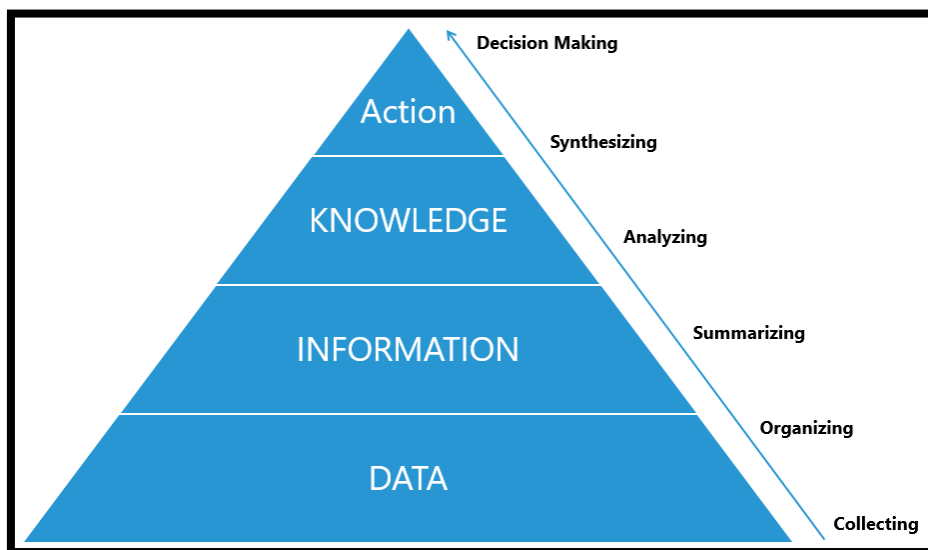 Decision Making
Action
Synthesizing
KNOWLEDGE
Analyzing
Summarizing
INFORMATION
Organizing
DATA
Collecting